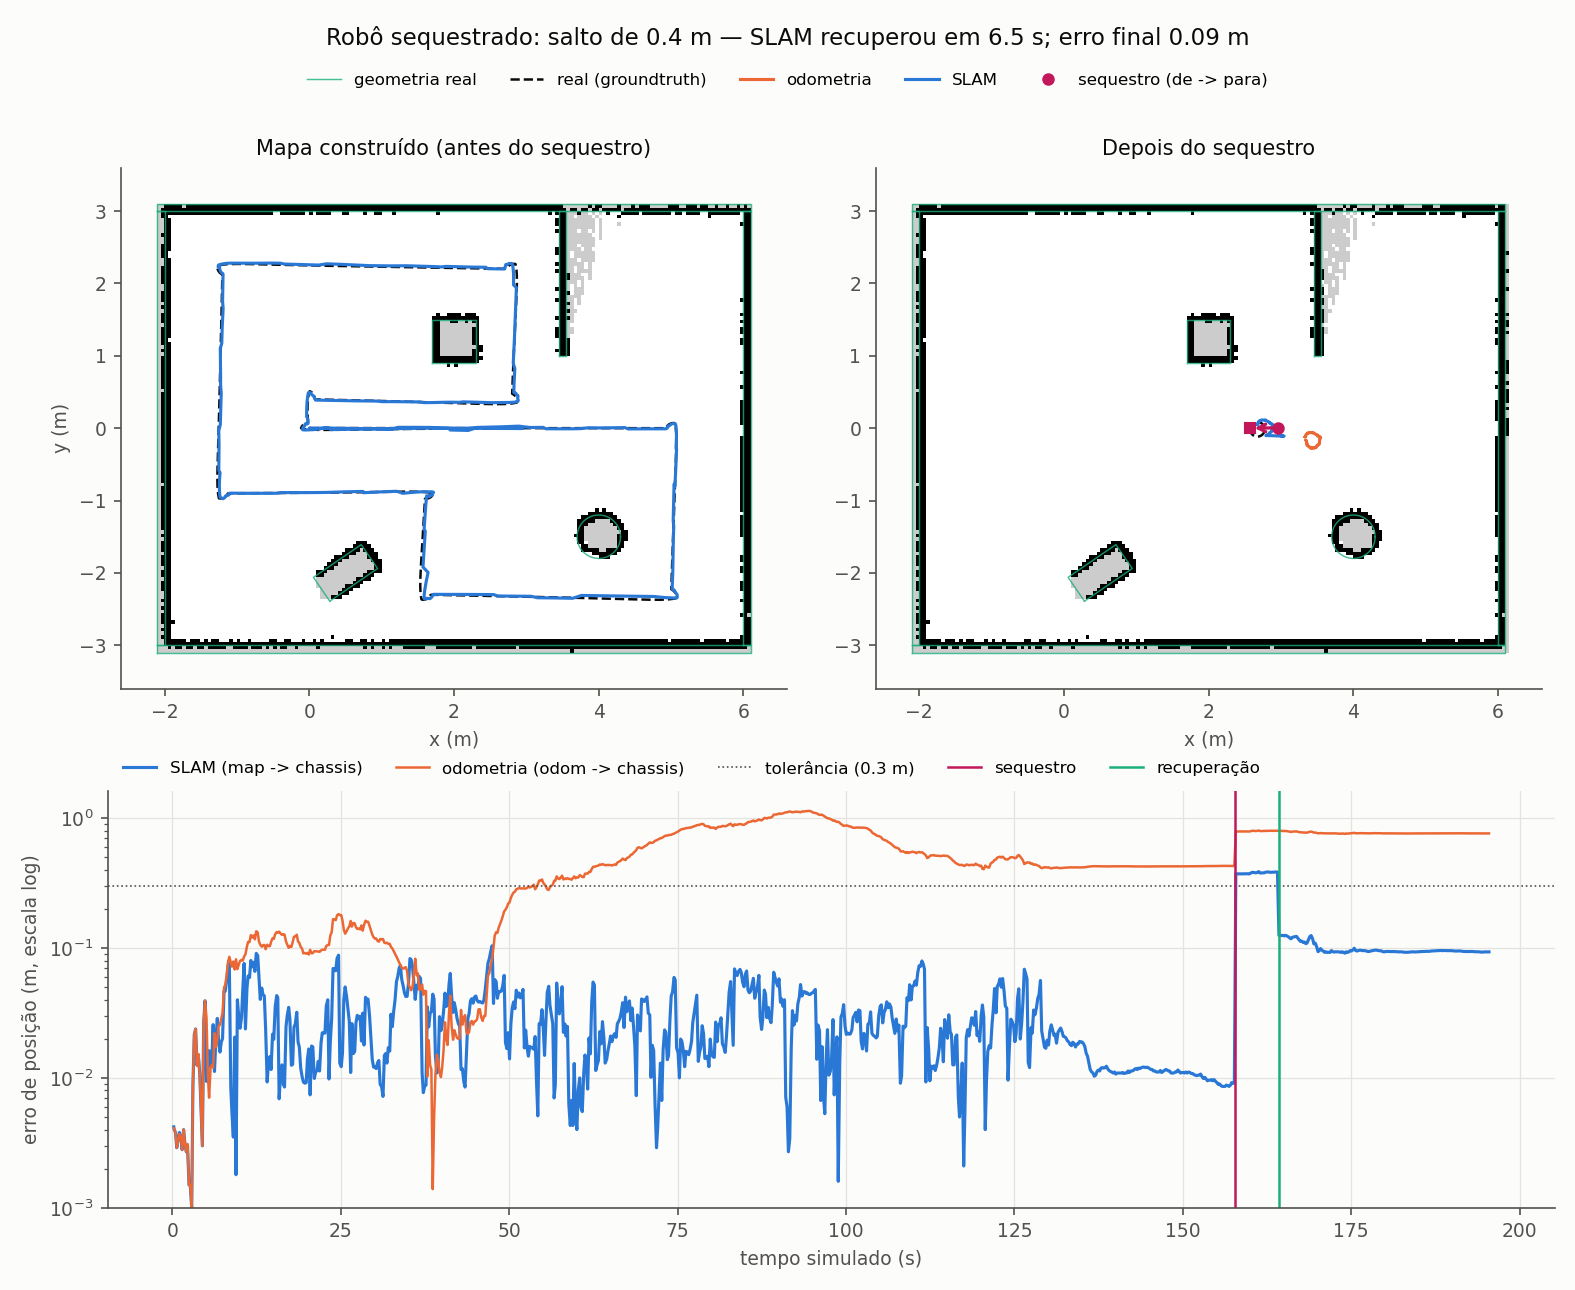 Robô sequestrado: salto de 0.4 m — SLAM recuperou em 6.5 s; erro final 0.09 m
geometria real real (groundtruth) odometria SLAM sequestro (de -> para)
Mapa construído (antes do sequestro)
Depois do sequestro
y (m)
3
2
1
0
−1
−2
−3
−2 0 2 4 6
x (m)
3
2
1
0
−1
−2
−3
−2 0 2 4 6
x (m)
SLAM (map -> chassis) odometria (odom -> chassis) tolerância (0.3 m) sequestro recuperação
erro de posição (m, escala log)
10⁰
10⁻¹
10⁻²
10⁻³
0 25 50 75 100 125 150 175 200
tempo simulado (s)